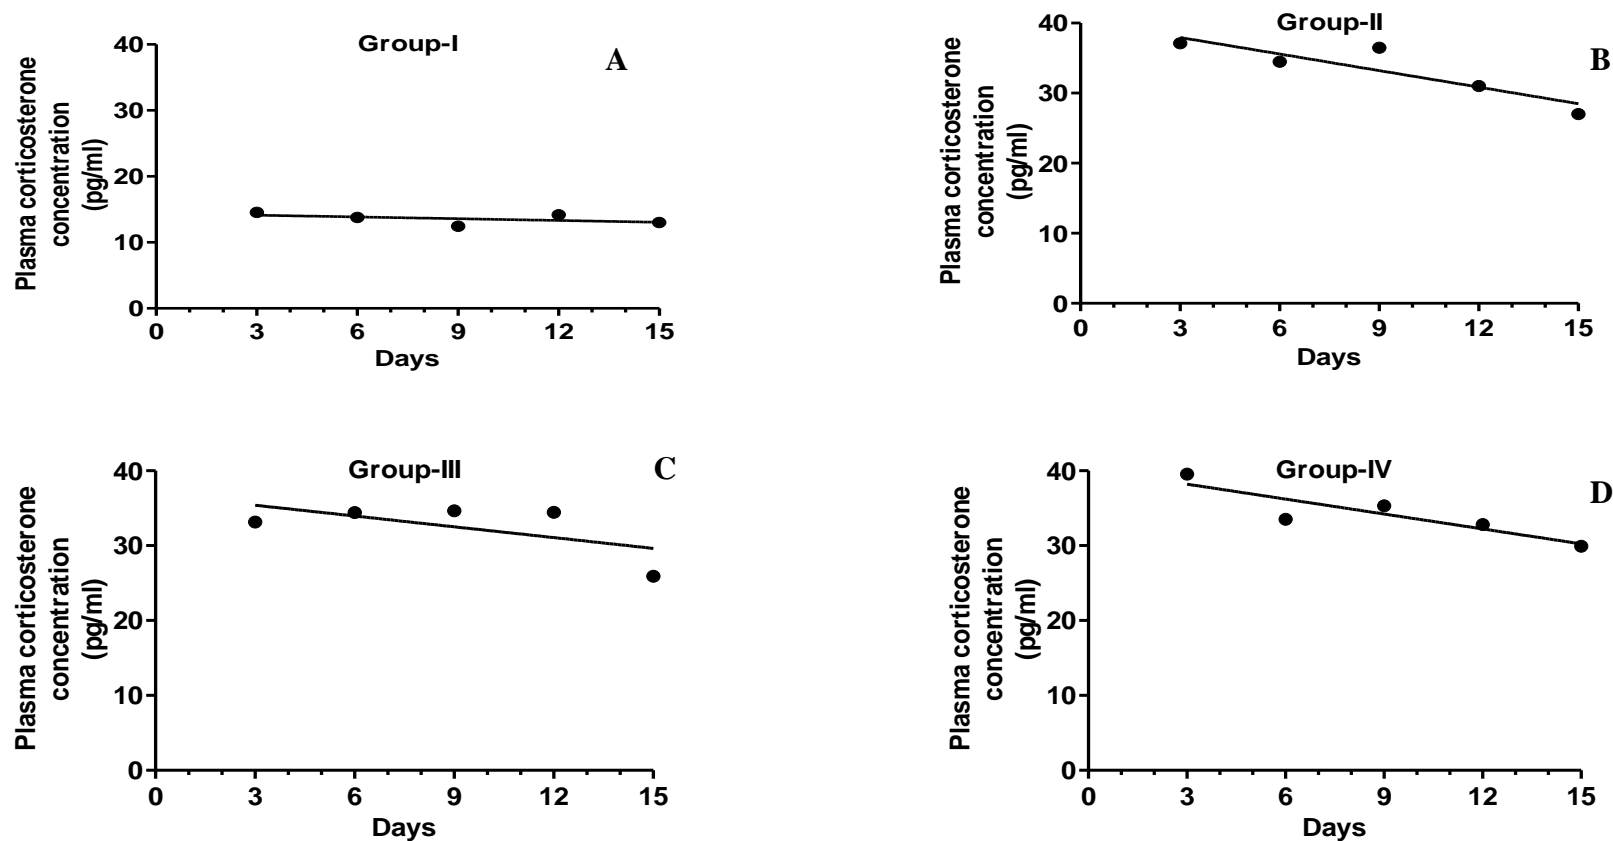 Group-I
A
Plasma corticosterone
concentration
(pg/ml)
40
30
20
10
0
0 3 6 9 12 15
Days
Group-II
B
Plasma corticosterone
concentration
(pg/ml)
40
30
20
10
0
0 3 6 9 12 15
Days
Group-III
C
Plasma corticosterone
concentration
(pg/ml)
40
30
20
10
0
0 3 6 9 12 15
Days
Group-IV
D
Plasma corticosterone
concentration
(pg/ml)
40
30
20
10
0
0 3 6 9 12 15
Days